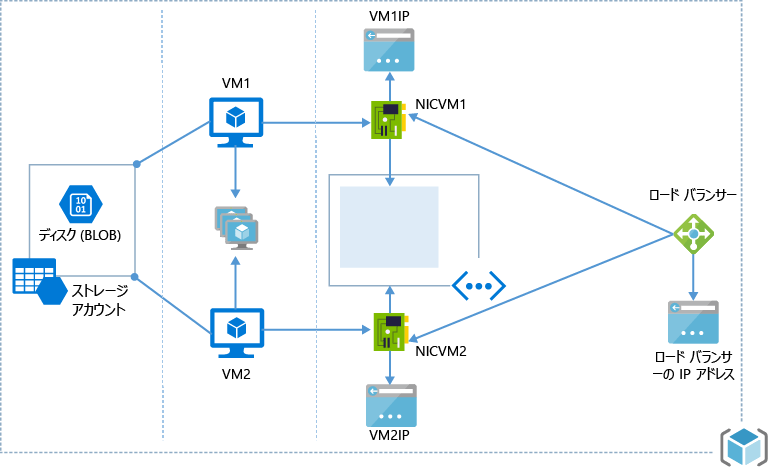 VM1IP
VM1
NICVM1
ロード バランサー
10
01
ディスク (BLOB)
ストレージ
アカウント
VM2
NICVM2
ロード バランサ
ーの IP アドレス
VM2IP